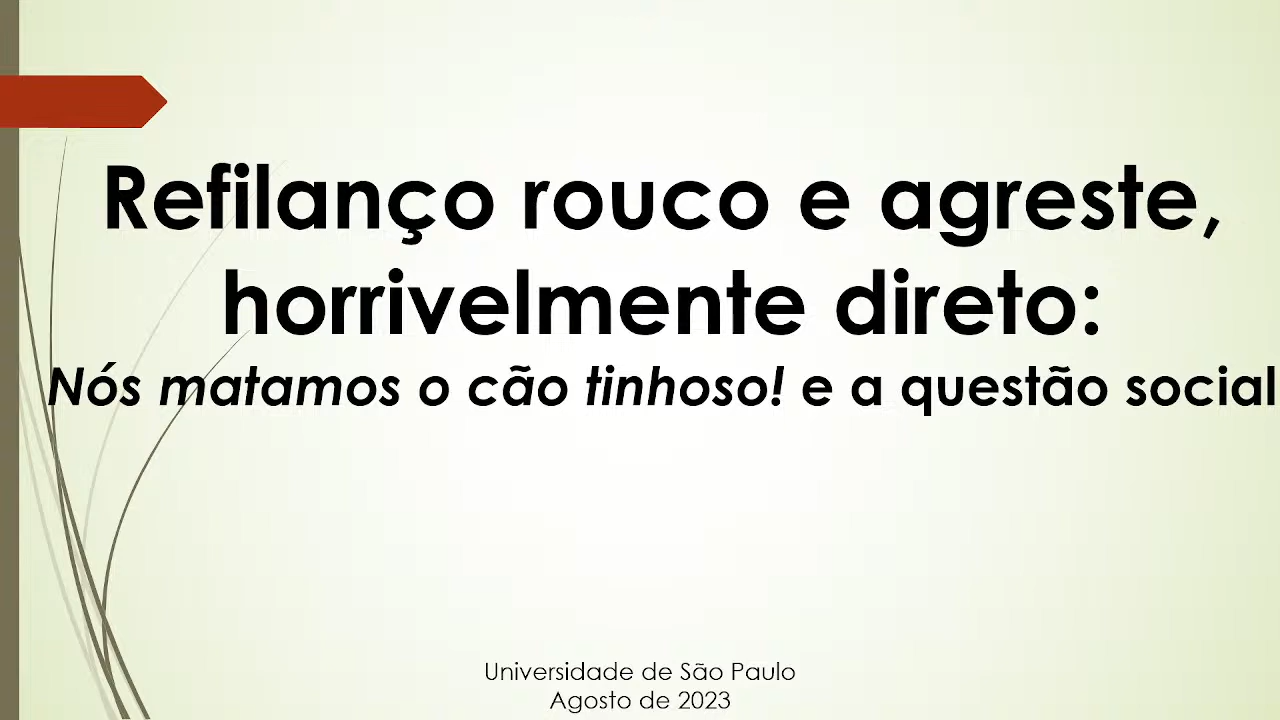 Refilanço rouco e agreste,
horrivelmente direto:
Nós matamos o cão tinhoso! e a questão social
Universidade de São Paulo
Agosto de 2023